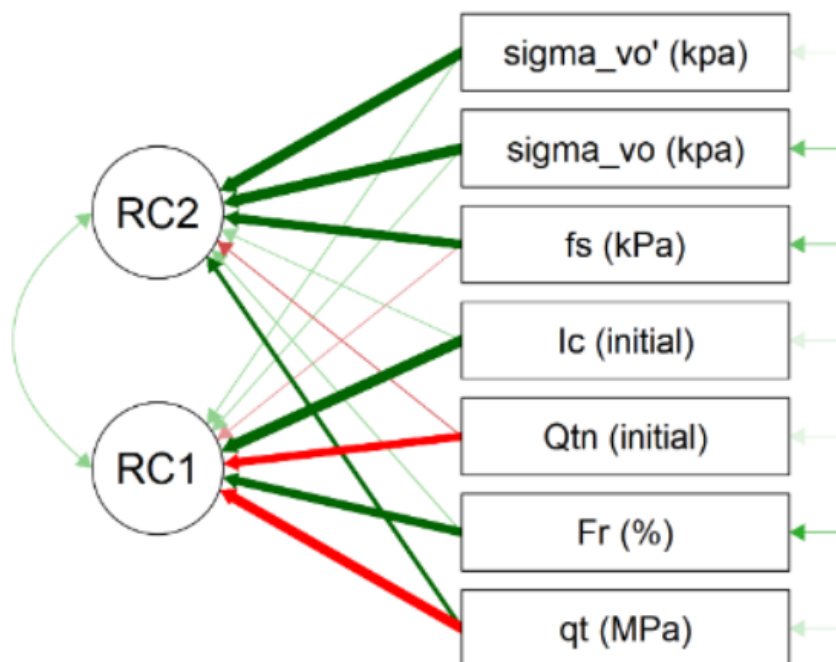 RC2
RC1
sigma_vo' (kpa)
sigma_vo (kpa)
fs (kPa)
Ic (initial)
Qtn (initial)
Fr (%)
qt (MPa)